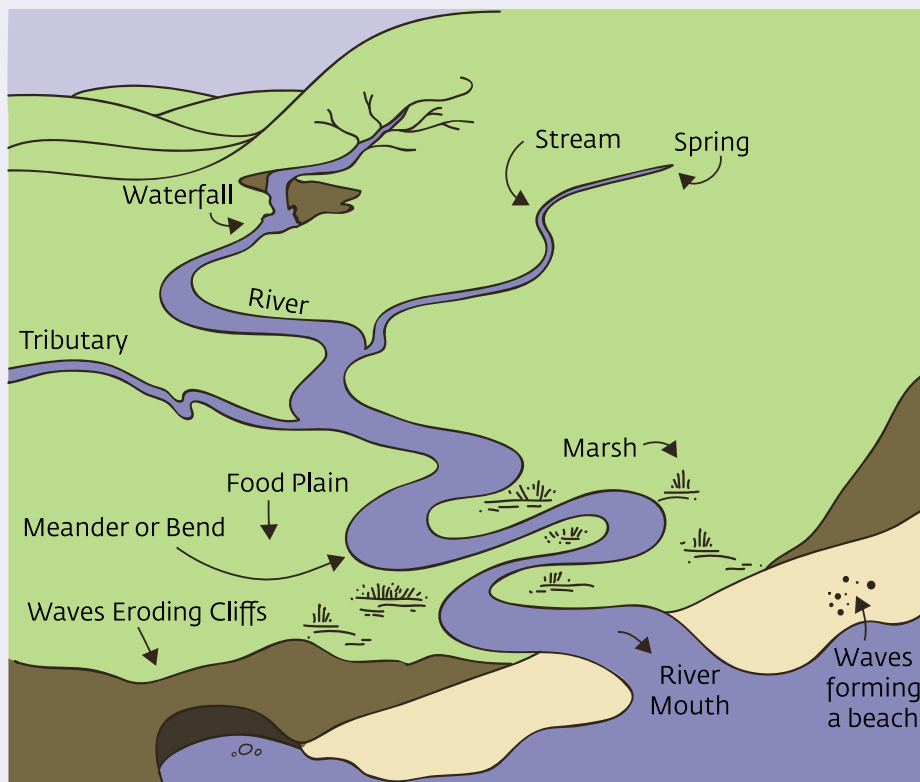 Stream
Spring
Waterfall
River
Tributary
Marsh
Food Plain
Meander or Bend
Waves Eroding Cliffs
River
Mouth
Waves
forming
a beach